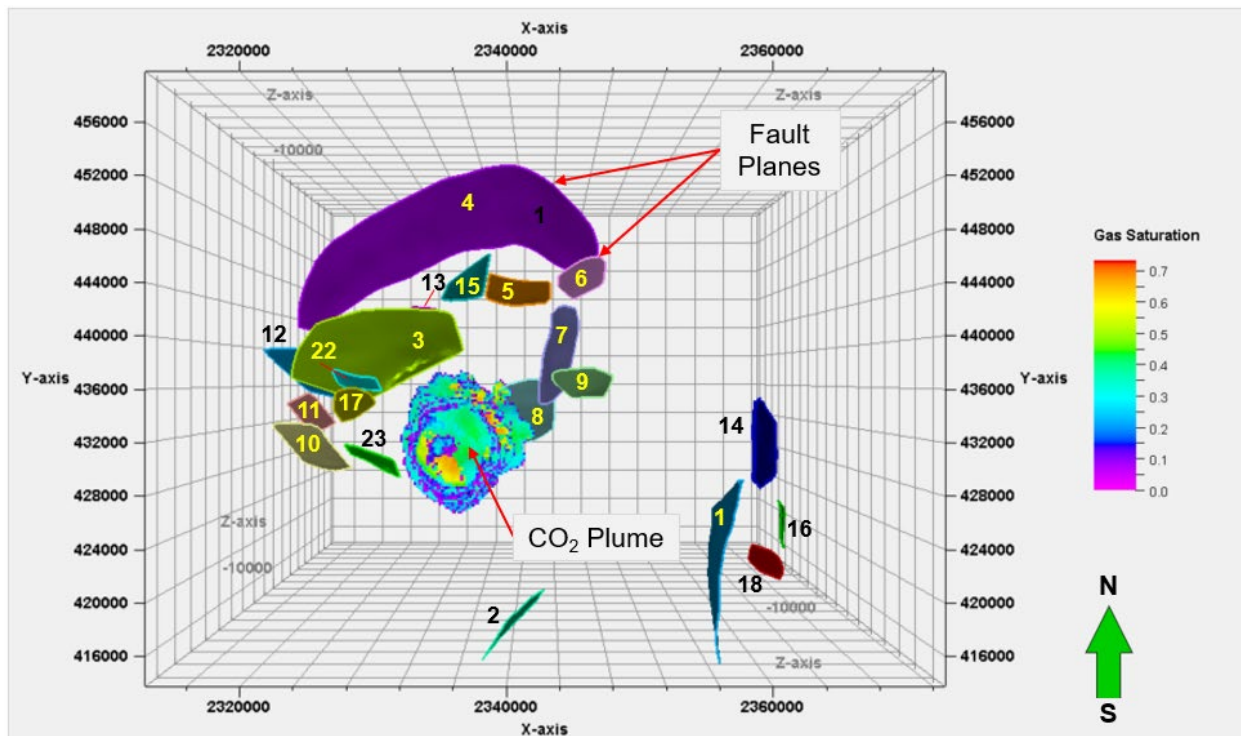 X-axis
2320000 2340000 2360000
Z-axis Z-axis
456000 456000
-10000
Fault
Planes
452000 452000
4
1
448000 448000
Gas Saturation
444000 444000
13 15 5 6
0.7
0.6
0.5
0.4
0.3
0.2
0.1
0.0
440000 440000
12 22 3 7
Y-axis Y-axis
436000 436000
9
11 17 8
432000 432000
10 23 14
428000 428000
Z-axis
1 16
CO₂ Plume
424000 424000
-10000
18
-10000
420000 420000
2
416000 416000
Z-axis
N
S
2320000 2340000 2360000
X-axis